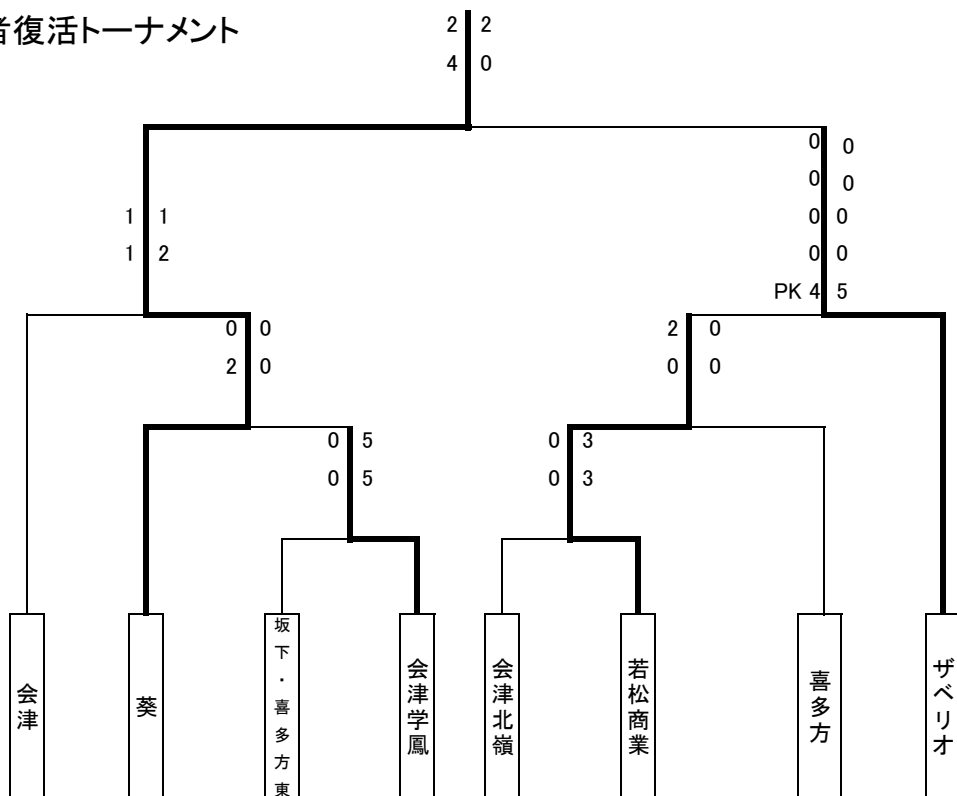 者復活トーナメント
2 2
4 0
0 0
0 0
1 1 0 0
1 2 0 0
PK 4 5
0 0 2 0
2 0 0 0
0 5 0 3
0 5 0 3
会津
葵
坂下・喜多方東
会津学鳳
会津北嶺
若松商業
喜多方
ザベリオ